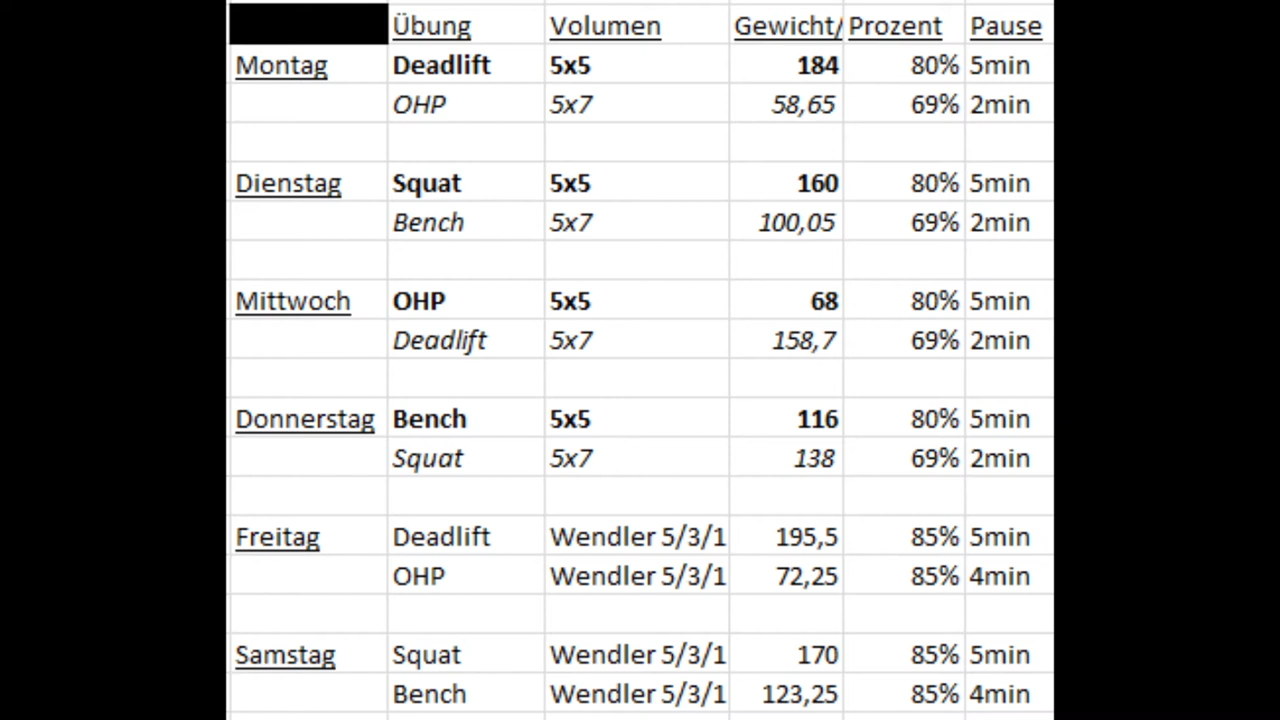 Übung Volumen Gewicht/ Prozent Pause
Montag Deadlift 5x5 184 80% 5min
OHP 5x7 58,65 69% 2min
Dienstag Squat 5x5 160 80% 5min
Bench 5x7 100,05 69% 2min
Mittwoch OHP 5x5 68 80% 5min
Deadlift 5x7 158,7 69% 2min
Donnerstag Bench 5x5 116 80% 5min
Squat 5x7 138 69% 2min
Freitag Deadlift Wendler 5/3/1 195,5 85% 5min
OHP Wendler 5/3/1 72,25 85% 4min
Samstag Squat Wendler 5/3/1 170 85% 5min
Bench Wendler 5/3/1 123,25 85% 4min